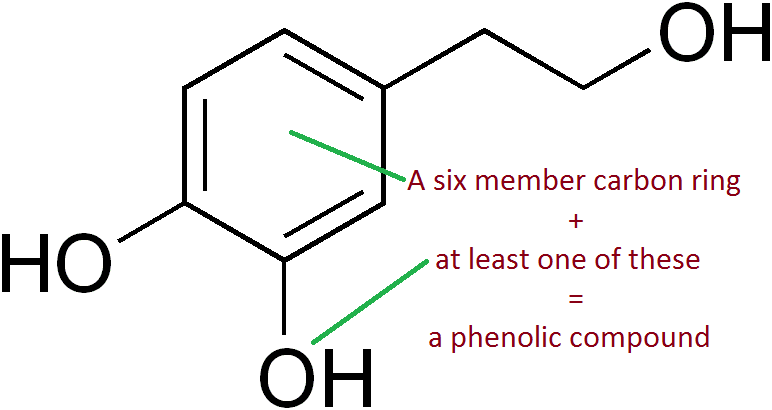 OH
A six member carbon ring
+
HO
at least one of these
=
a phenolic compound
OH